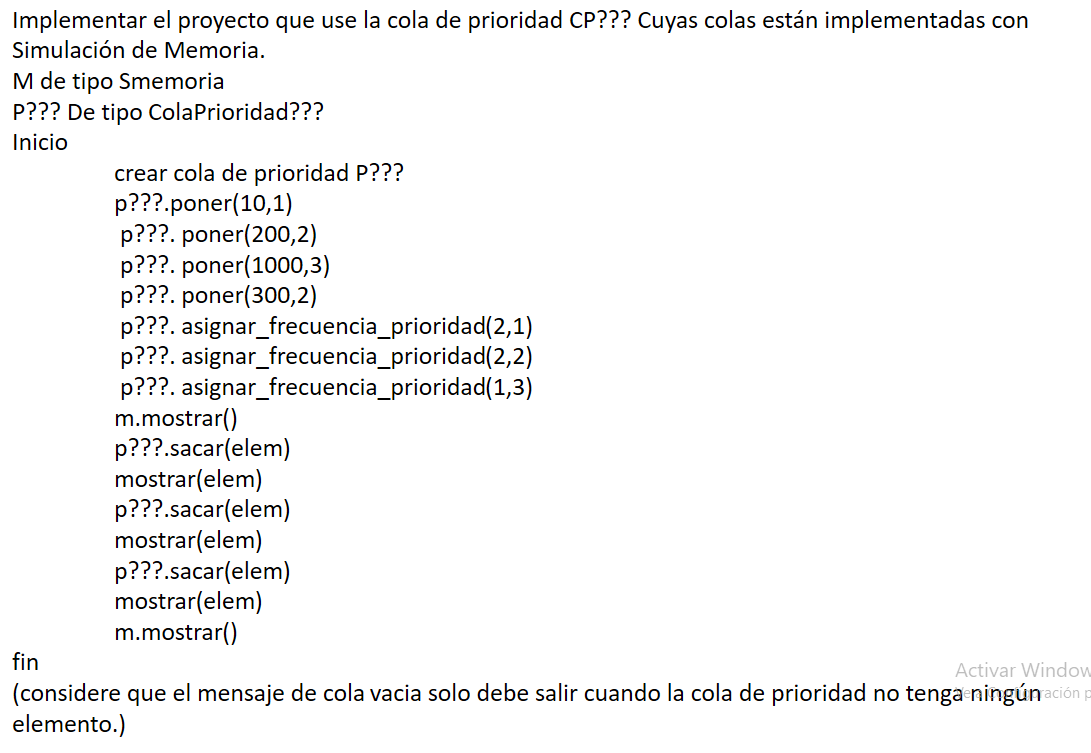 Implementar el proyecto que use la cola de prioridad CP??? Cuyas colas están implementadas con
Simulación de Memoria.
M de tipo Smemoria
P??? De tipo ColaPrioridad???
Inicio
crear cola de prioridad P???
p???.poner(10,1)
p???. poner(200,2)
p???. poner(1000,3)
p???. poner(300,2)
p???. asignar_frecuencia_prioridad(2,1)
p???. asignar_frecuencia_prioridad(2,2)
p???. asignar_frecuencia_prioridad(1,3)
m.mostrar()
p???.sacar(elem)
mostrar(elem)
p???.sacar(elem)
mostrar(elem)
p???.sacar(elem)
mostrar(elem)
m.mostrar()
fin
Activar Window
(considere que el mensaje de cola vacia solo debe salir cuando la cola de prioridad no tenga ningún
elemento.)